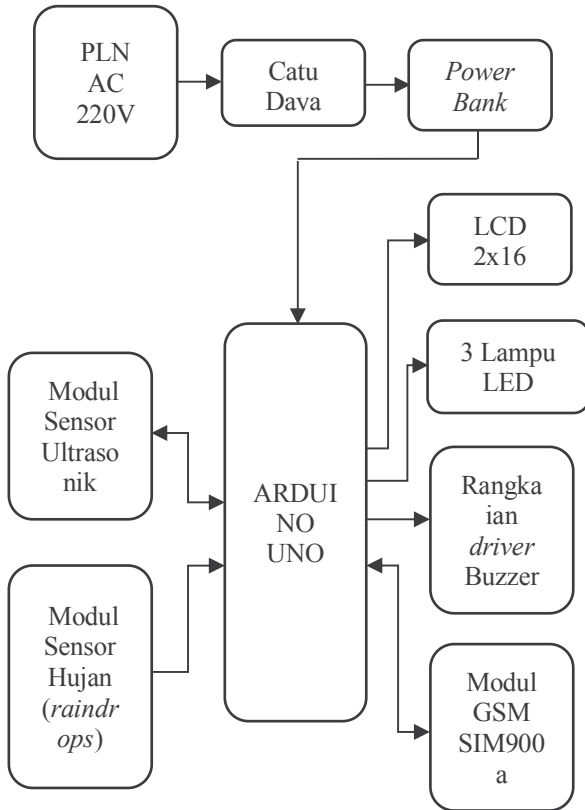 PLN
AC
220V
Catu
Dava
Power
Bank
LCD
2x16
3 Lampu
LED
Modul
Sensor
Ultraso
nik
ARDUI
NO
UNO
Rangka
ian
driver
Buzzer
Modul
Sensor
Hujan
(raindr
ops)
Modul
GSM
SIM900
a